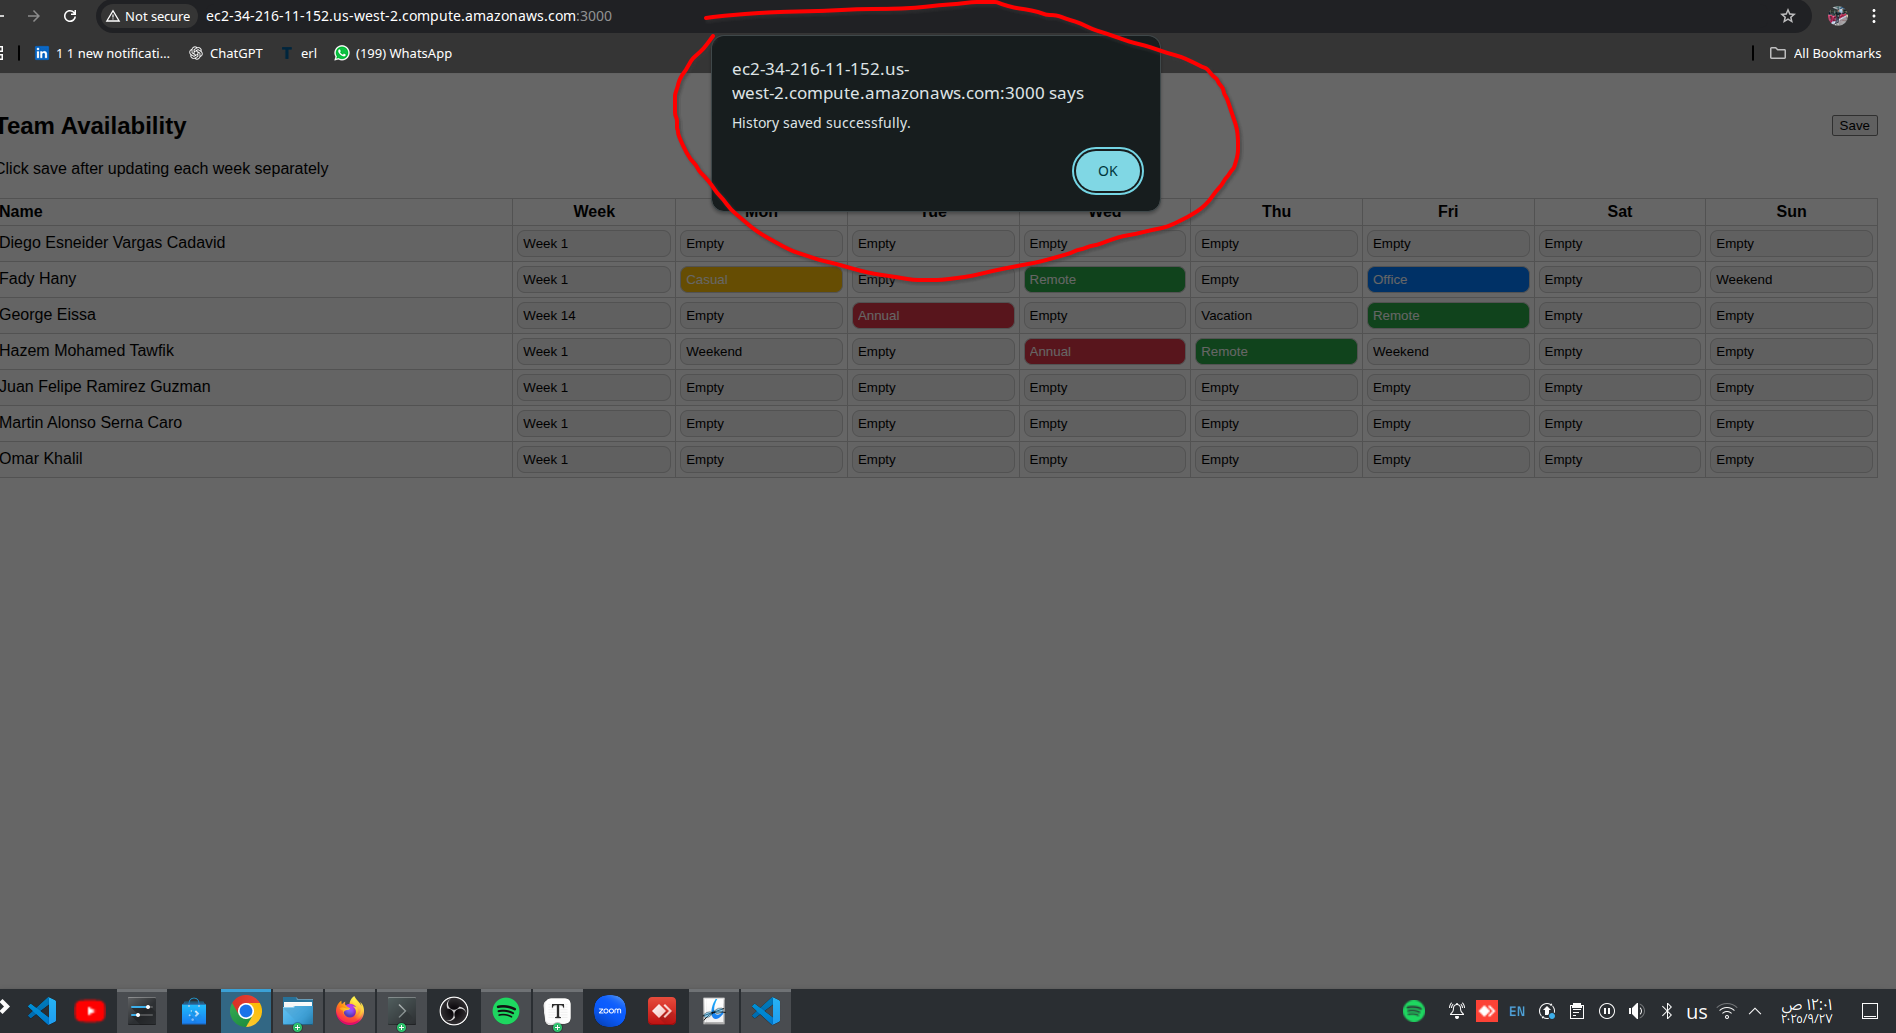 Not secure ec2-34-216-11-152.us-west-2.compute.amazonaws.com:3000
in 1 1 new notificati... ChatGPT T erl (199) WhatsApp All Bookmarks
ec2-34-216-11-152.us-
west-2.compute.amazonaws.com:3000 says
History saved successfully.
OK
Team Availability
Save
Click save after updating each week separately
Name Week Mon Tue Wed Thu Fri Sat Sun
Diego Esneider Vargas Cadavid Week 1 Empty Empty Empty Empty Empty Empty Empty
Fady Hany Week 1 Casual Empty Remote Empty Office Empty Weekend
George Eissa Week 14 Empty Annual Empty Vacation Remote Empty Empty
Hazem Mohamed Tawfik Week 1 Weekend Empty Annual Remote Weekend Empty Empty
Juan Felipe Ramirez Guzman Week 1 Empty Empty Empty Empty Empty Empty Empty
Martin Alonso Serna Caro Week 1 Empty Empty Empty Empty Empty Empty Empty
Omar Khalil Week 1 Empty Empty Empty Empty Empty Empty Empty
T zoom EN us ١٢:٠١ ص
٢٠٢٥/٩/٢٧